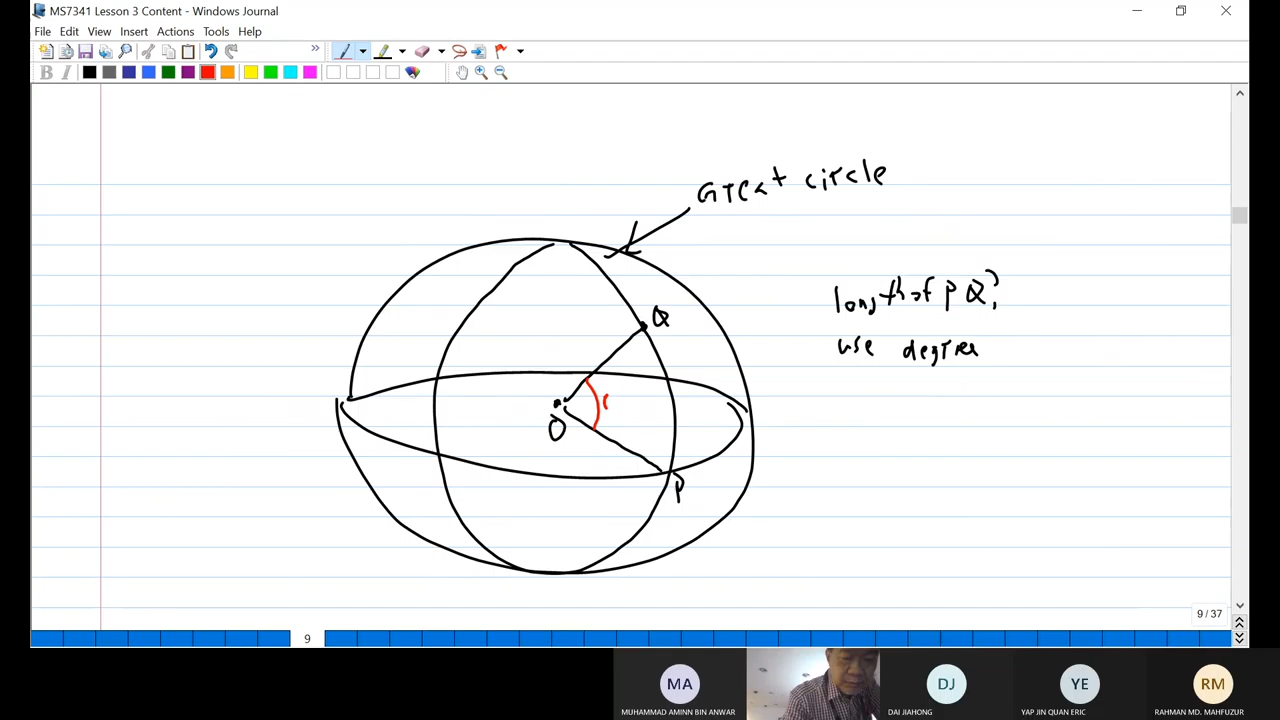 MS7341 Lesson 3 Content - Windows Journal
File Edit View Insert Actions Tools Help
B I
Great circle
length of PQ?
use degree
Q
O
P
9 / 37
9
MA DJ YE RM
MUHAMMAD AMINN BIN ANWAR DAI JIAHONG YAP JIN QUAN ERIC RAHMAN MD. MAHFUZUR